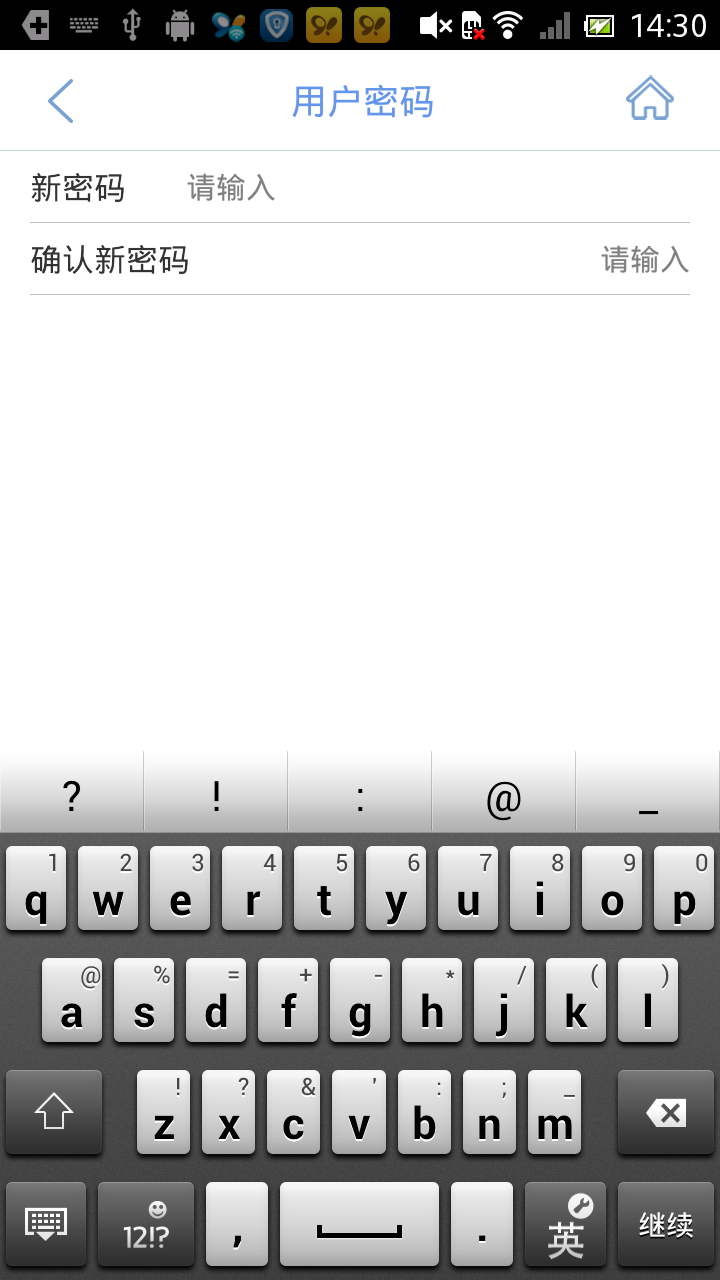 14:30
用户密码
新密码 请输入
确认新密码 请输入
? ! : @ _
1 2 3 4 5 6 7 8 9 0
q w e r t y u i o p
@ % = + - * / ( )
a s d f g h j k l
! ? & ' : ; _
z x c v b n m
12!? , . 英 继续